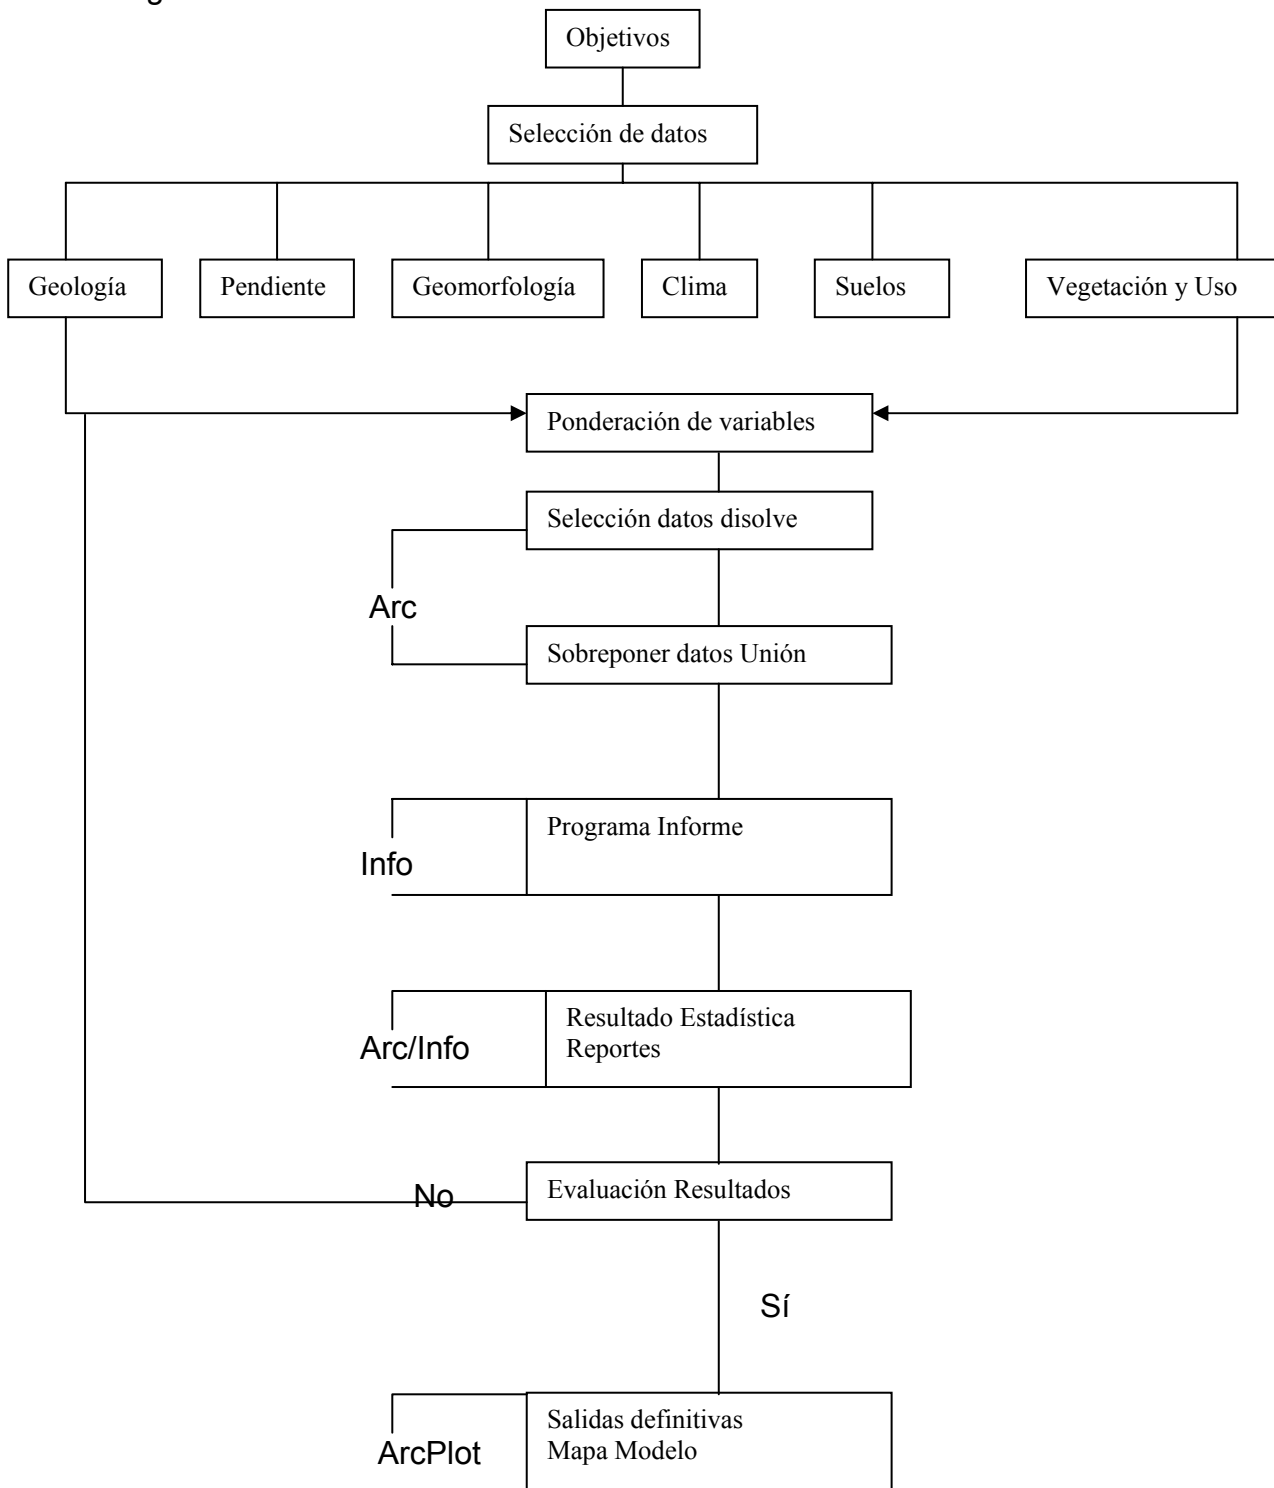 Objetivos
Selección de datos
Geología
Pendiente
Geomorfología
Clima
Suelos
Vegetación y Uso
Ponderación de variables
Selección datos disolve
Arc
Sobreponer datos Unión
Programa Informe
Info
Resultado Estadística
Reportes
Arc/Info
Evaluación Resultados
No
Sí
Salidas definitivas
Mapa Modelo
ArcPlot